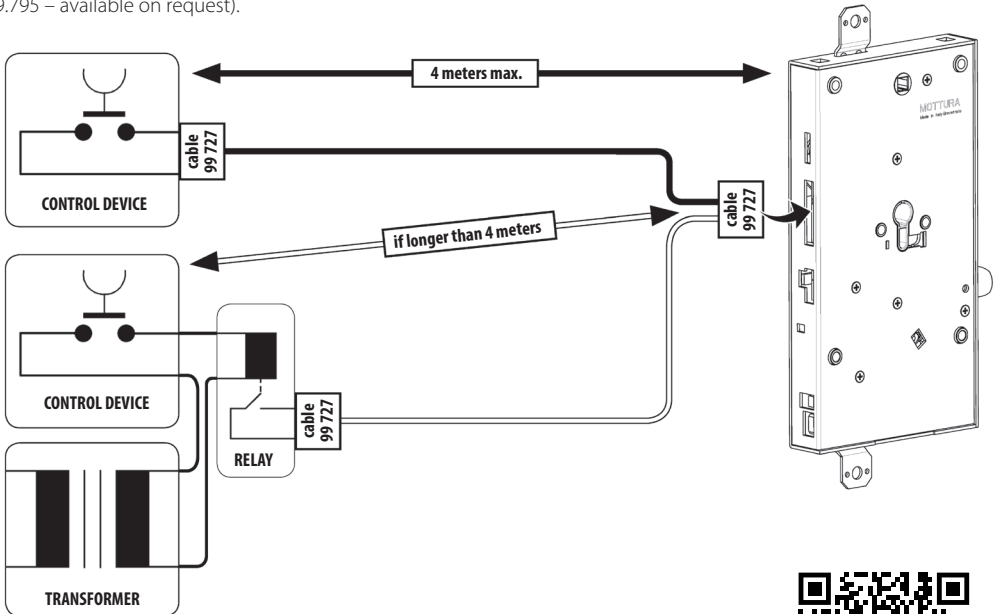 9.795 – available on request).
4 meters max.
cable
99 727
CONTROL DEVICE
MOTTURA
cable
99 727
if longer than 4 meters
CONTROL DEVICE
cable
99 727
RELAY
TRANSFORMER